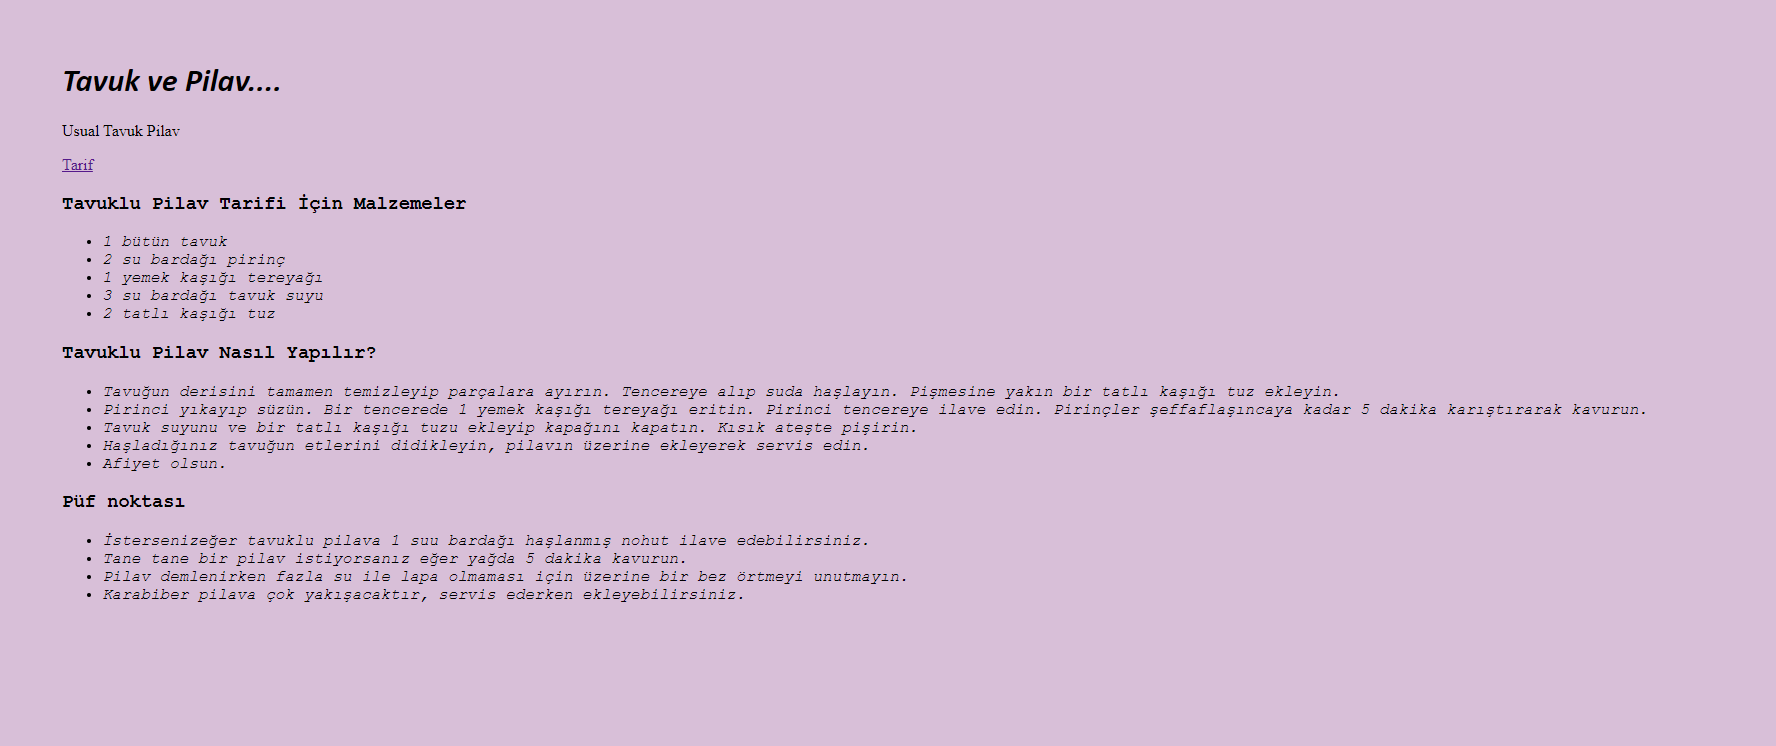 Tavuk ve Pilav....
Usual Tavuk Pilav
Tarif
Tavuklu Pilav Tarifi İçin Malzemeler
• 1 bütün tavuk
• 2 su bardağı pirinç
• 1 yemek kaşığı tereyağı
• 3 su bardağı tavuk suyu
• 2 tatlı kaşığı tuz
Tavuklu Pilav Nasıl Yapılır?
• Tavuğun derisini tamamen temizleyip parçalara ayırın. Tencereye alıp suda haşlayın. Pişmesine yakın bir tatlı kaşığı tuz ekleyin.
• Pirinci yıkayıp süzün. Bir tencerede 1 yemek kaşığı tereyağı eritin. Pirinci tencereye ilave edin. Pirinçler şeffaflaşıncaya kadar 5 dakika karıştırarak kavurun.
• Tavuk suyunu ve bir tatlı kaşığı tuzu ekleyip kapağını kapatın. Kısık ateşte pişirin.
• Haşladığınız tavuğun etlerini didikleyin, pilavın üzerine ekleyerek servis edin.
• Afiyet olsun.
Püf noktası
• İstersenizeğer tavuklu pilava 1 suu bardağı haşlanmış nohut ilave edebilirsiniz.
• Tane tane bir pilav istiyorsanız eğer yağda 5 dakika kavurun.
• Pilav demlenirken fazla su ile lapa olmaması için üzerine bir bez örtmeyi unutmayın.
• Karabiber pilava çok yakışacaktır, servis ederken ekleyebilirsiniz.